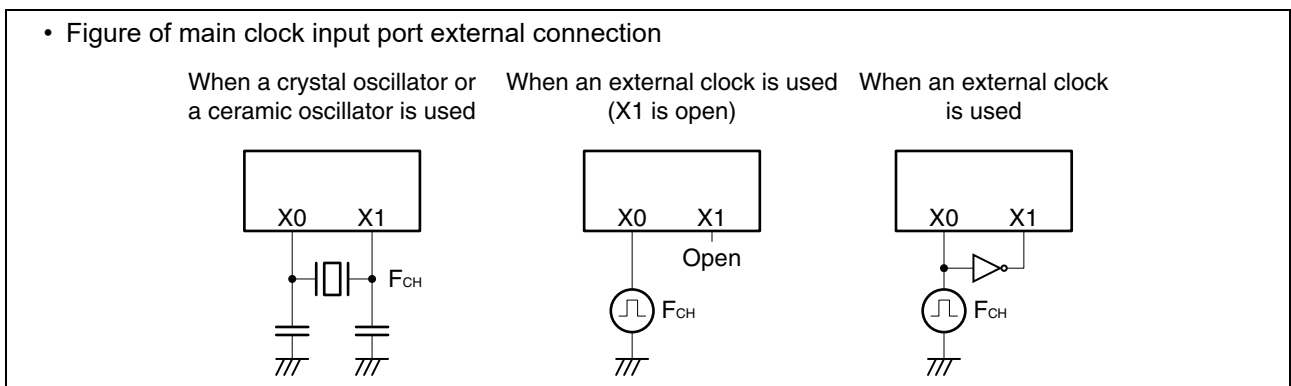 • Figure of main clock input port external connection
When a crystal oscillator or
a ceramic oscillator is used
X0 X1
FCH
When an external clock is used
(X1 is open)
X0 X1
Open
FCH
When an external clock
is used
X0 X1
FCH